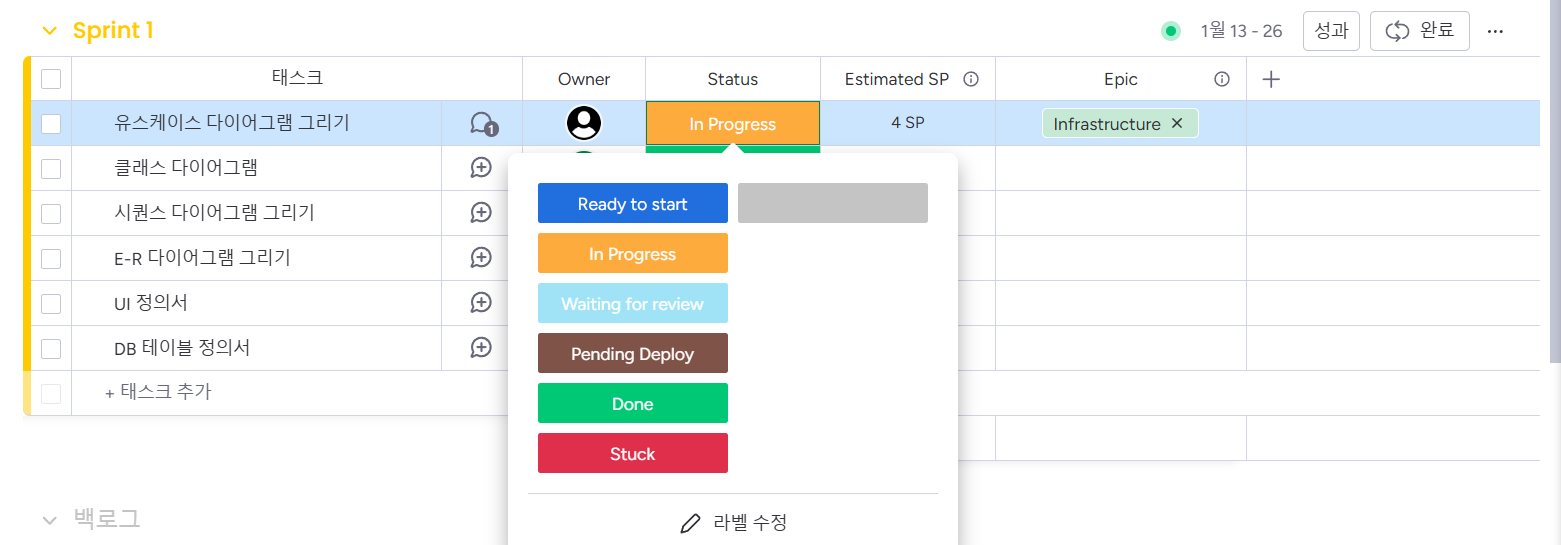 Sprint 1
1월 13 - 26
성과
완료
태스크 Owner Status Estimated SP Epic
유스케이스 다이어그램 그리기 1 In Progress 4 SP Infrastructure
클래스 다이어그램
시퀀스 다이어그램 그리기
E-R 다이어그램 그리기
UI 정의서
DB 테이블 정의서
+ 태스크 추가
Ready to start
In Progress
Waiting for review
Pending Deploy
Done
Stuck
라벨 수정
백로그